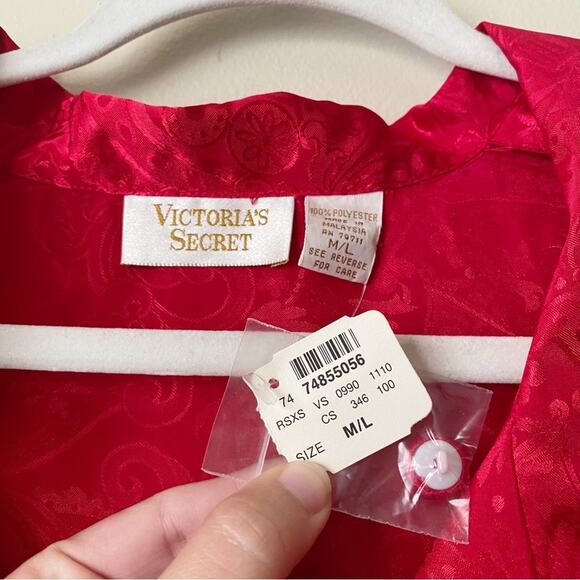 VICTORIA'S
SECRET
100% POLYESTER
MADE IN
MALAYSIA
RN 79711
M/L
SEE REVERSE
FOR CARE
74 74855056
RSXS VS 0990 1110
CS 346 100
SIZE M/L